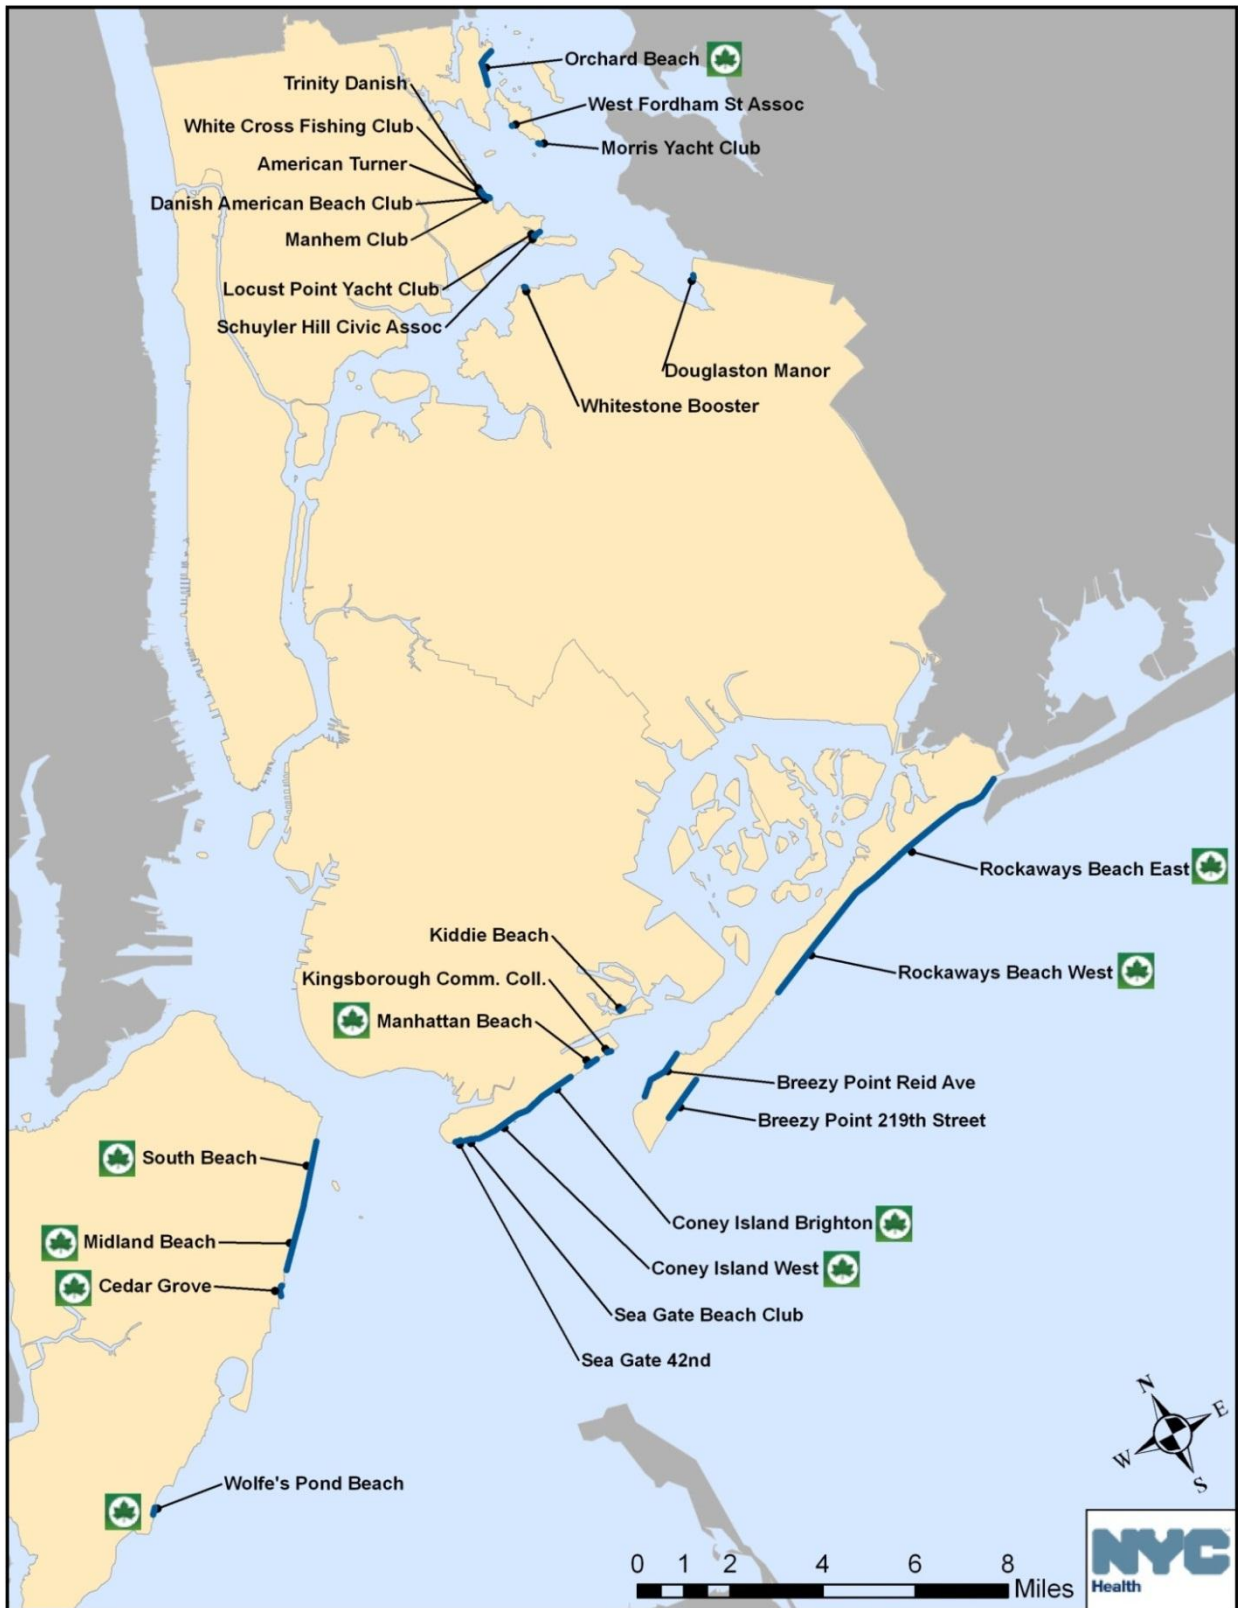 Orchard Beach
Trinity Danish
West Fordham St Assoc
White Cross Fishing Club
Morris Yacht Club
American Turner
Danish American Beach Club
Manhem Club
Locust Point Yacht Club
Schuyler Hill Civic Assoc
Douglaston Manor
Whitestone Booster
Rockaways Beach East
Kiddie Beach
Rockaways Beach West
Kingsborough Comm. Coll.
Manhattan Beach
Breezy Point Reid Ave
Breezy Point 219th Street
South Beach
Coney Island Brighton
Midland Beach
Coney Island West
Cedar Grove
Sea Gate Beach Club
Sea Gate 42nd
N
E
W
S
Wolfe's Pond Beach
0 1 2 4 6 8
Miles
NYC
Health